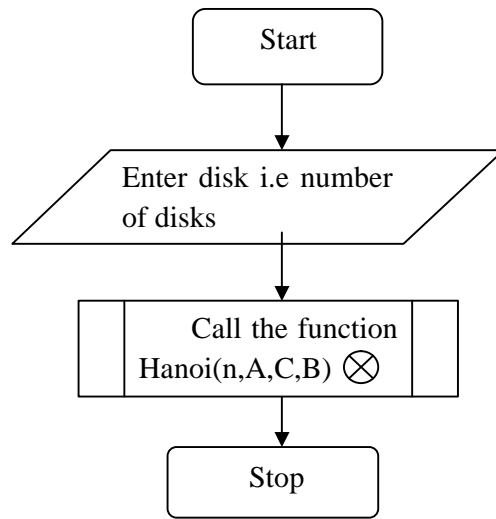 Start
Enter disk i.e number
of disks
Call the function
Hanoi(n,A,C,B)
Stop